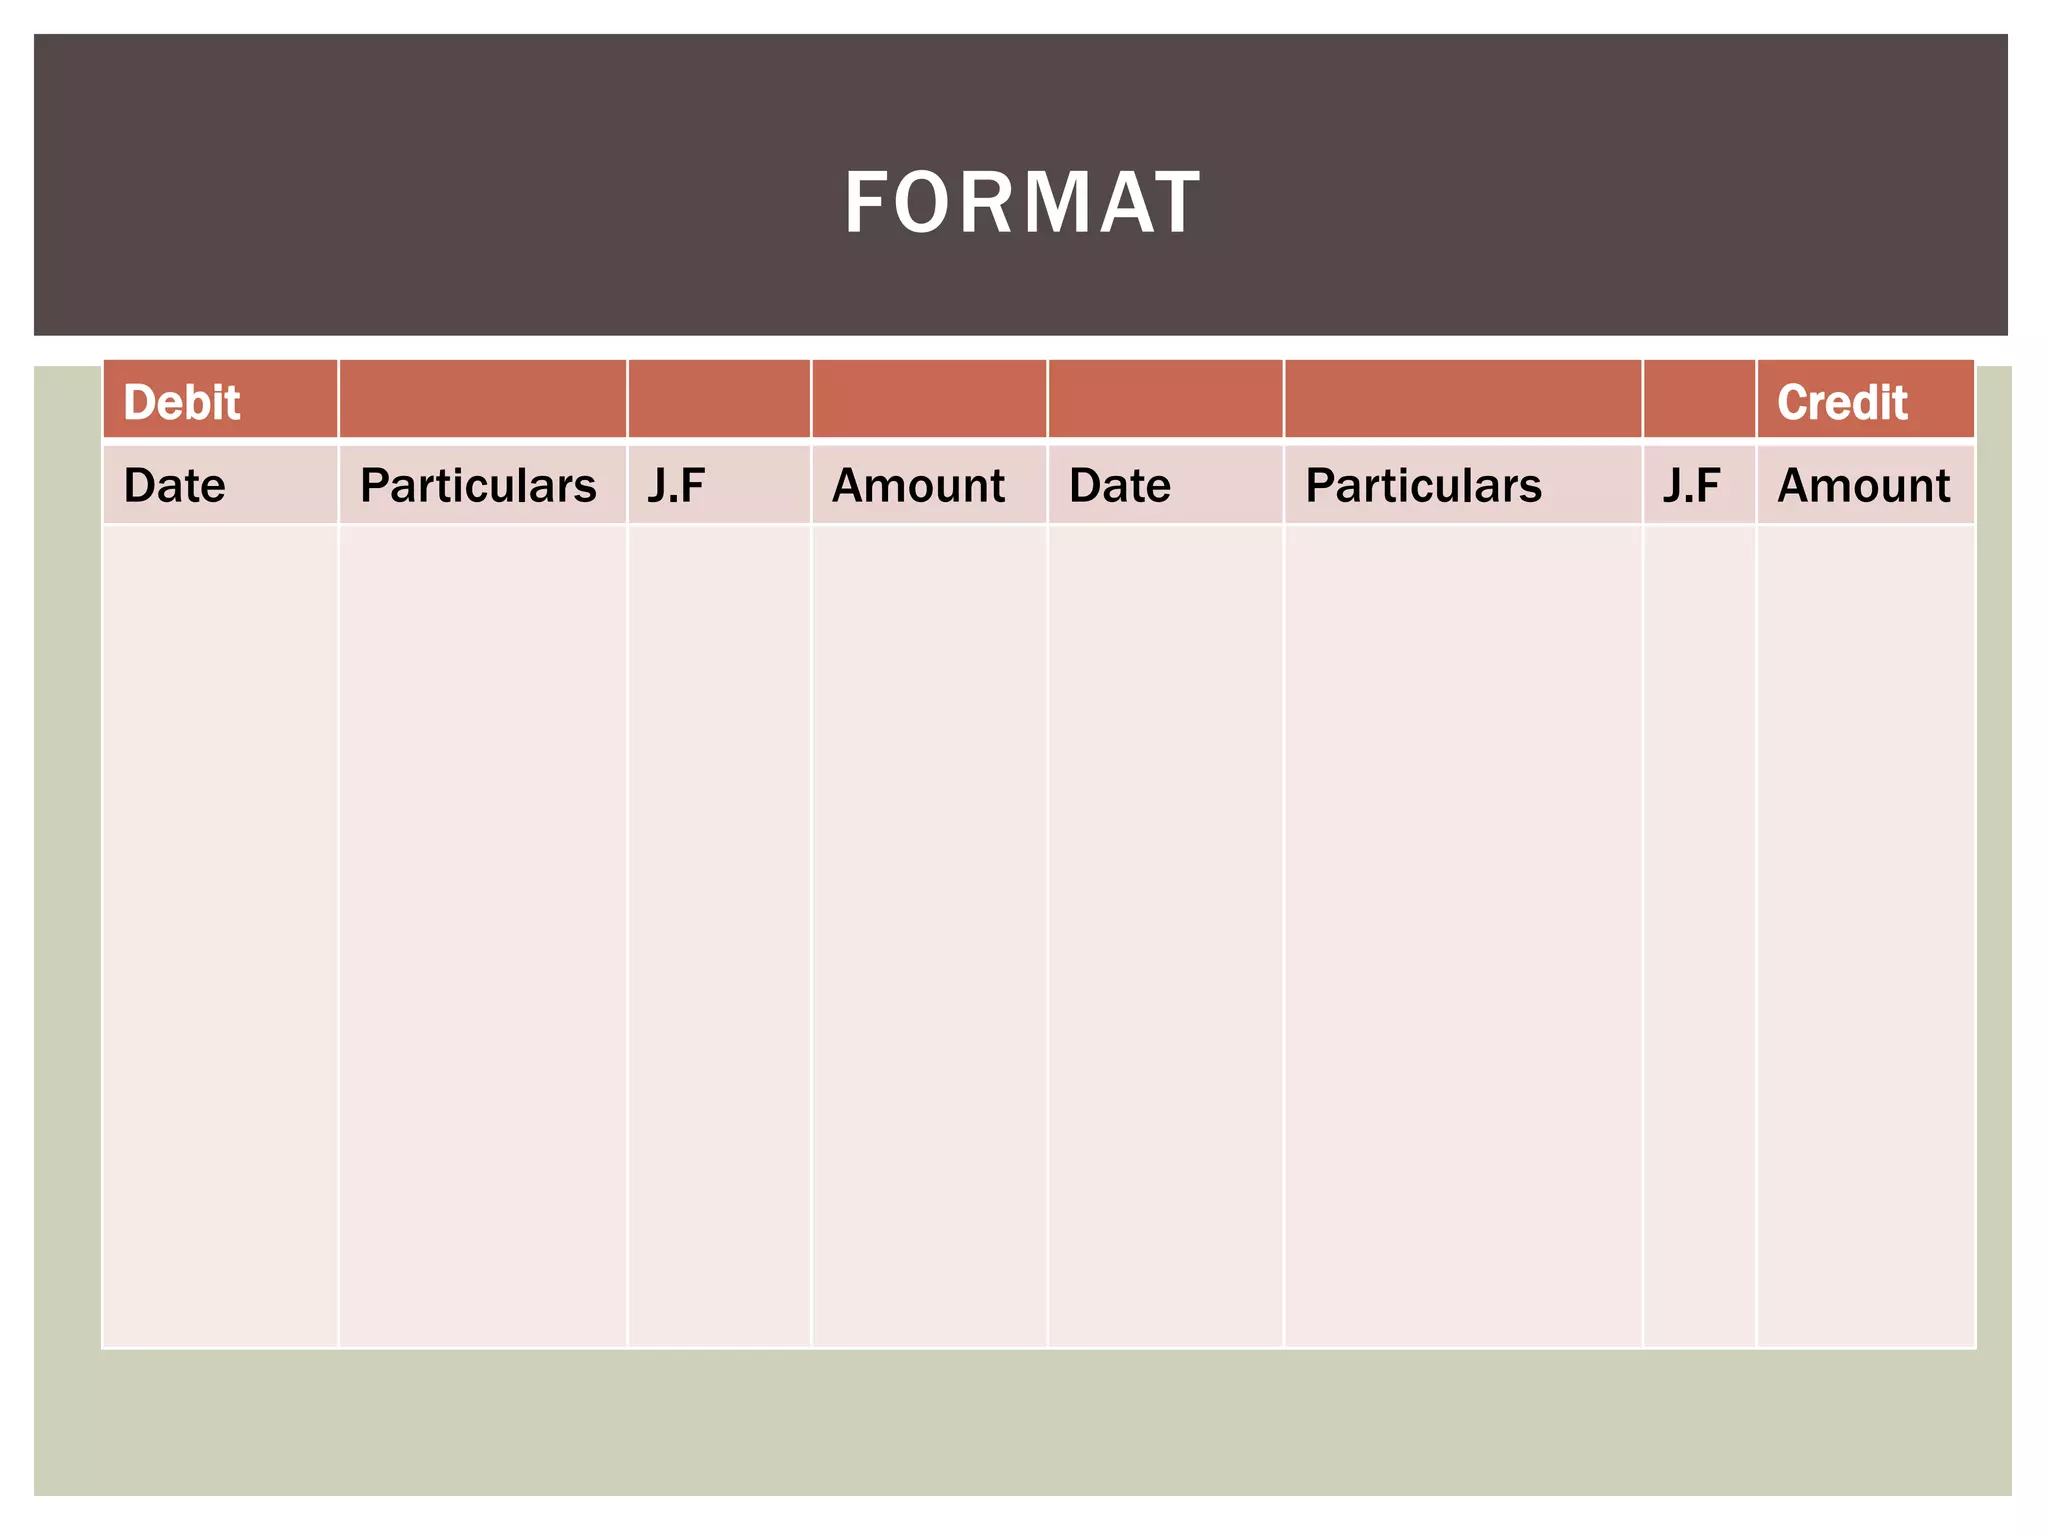 FORMAT
Debit Credit
Date Particulars J.F Amount Date Particulars J.F Amount